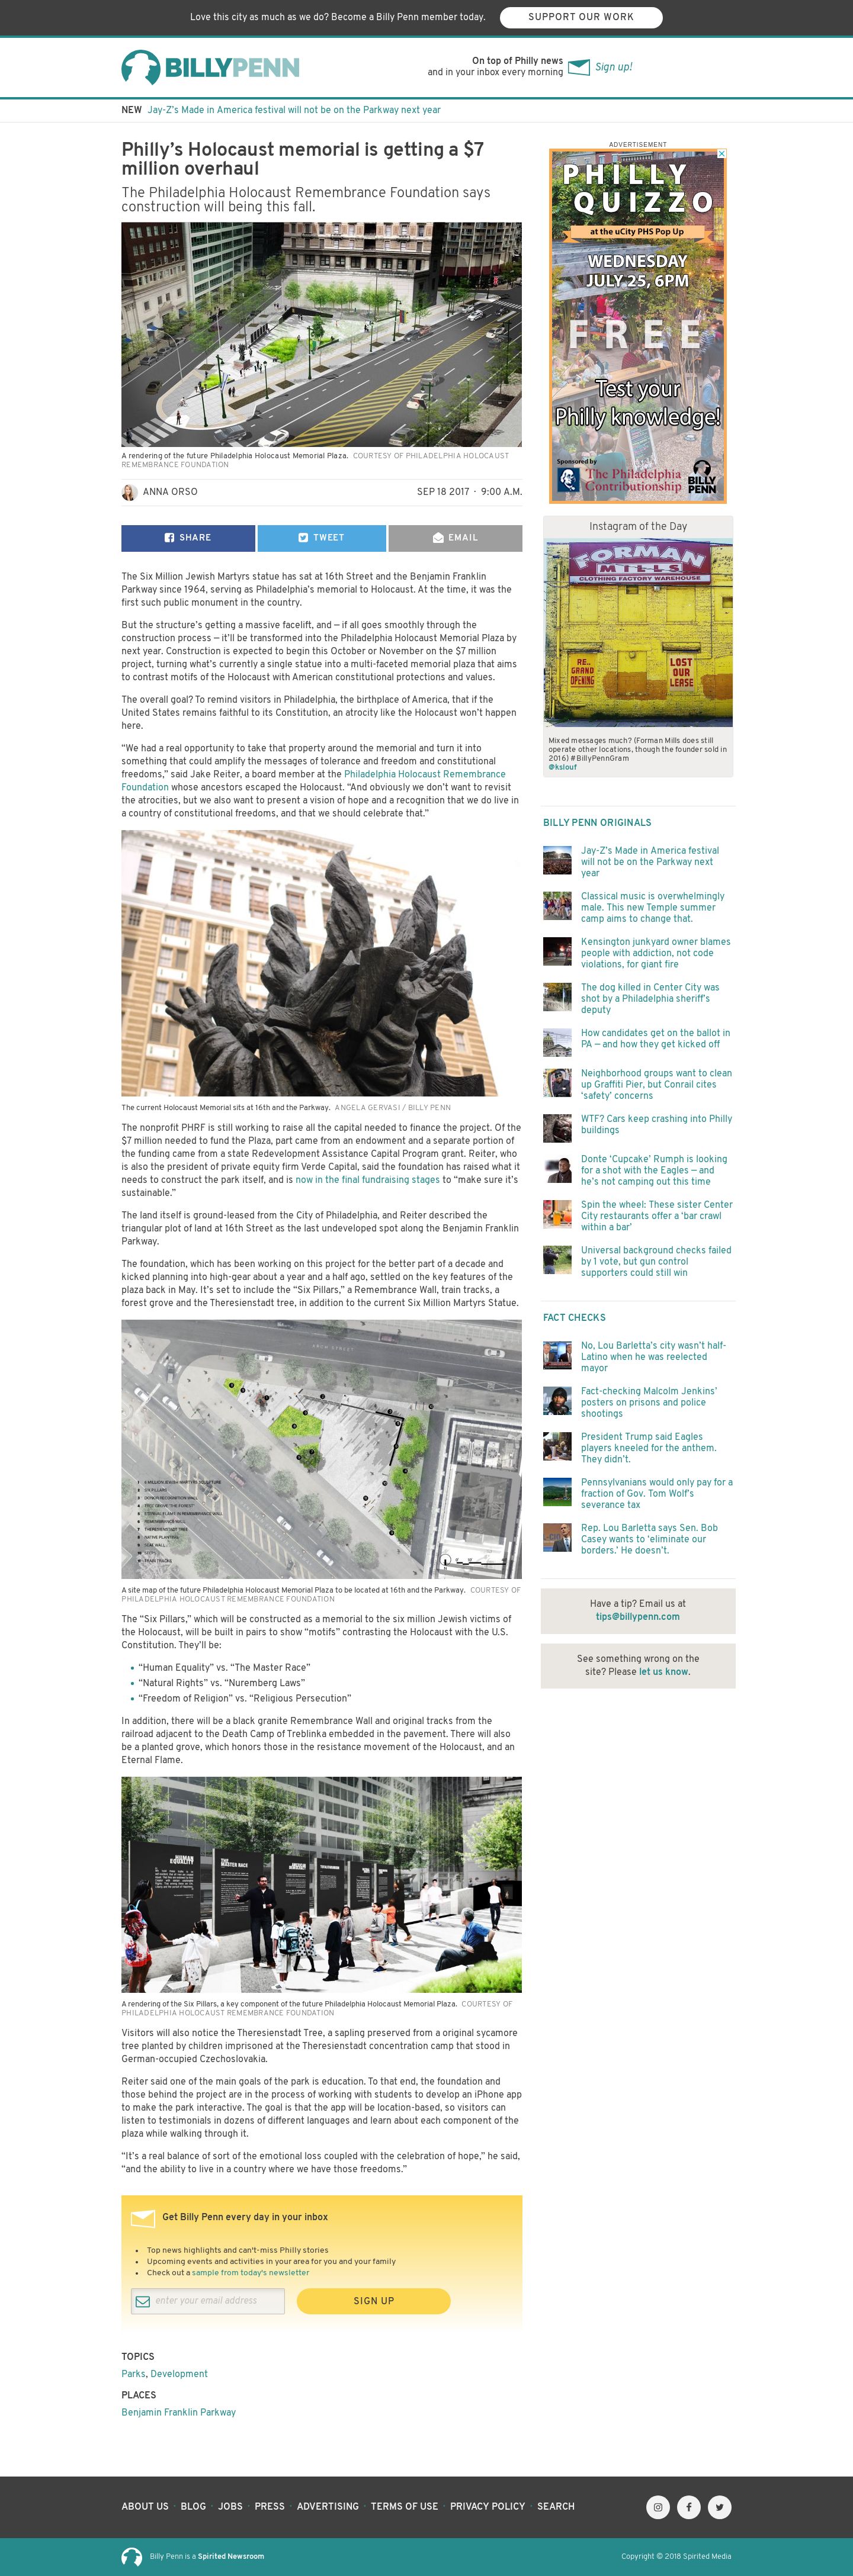 Love this city as much as we do? Become a Billy Penn member today.
SUPPORT OUR WORK
BILLYPENN
On top of Philly news
and in your inbox every morning
Sign up!
NEW Jay-Z's Made in America festival will not be on the Parkway next year
Philly's Holocaust memorial is getting a $7
million overhaul
The Philadelphia Holocaust Remembrance Foundation says
construction will being this fall.
A rendering of the future Philadelphia Holocaust Memorial Plaza. COURTESY OF PHILADELPHIA HOLOCAUST
REMEMBRANCE FOUNDATION
ANNA ORSO
SEP 18 2017 · 9:00 A.M.
SHARE
TWEET
EMAIL
The Six Million Jewish Martyrs statue has sat at 16th Street and the Benjamin Franklin
Parkway since 1964, serving as Philadelphia's memorial to Holocaust. At the time, it was the
first such public monument in the country.
But the structure's getting a massive facelift, and — if all goes smoothly through the
construction process — it'll be transformed into the Philadelphia Holocaust Memorial Plaza by
next year. Construction is expected to begin this October or November on the $7 million
project, turning what's currently a single statue into a multi-faceted memorial plaza that aims
to contrast motifs of the Holocaust with American constitutional protections and values.
The overall goal? To remind visitors in Philadelphia, the birthplace of America, that if the
United States remains faithful to its Constitution, an atrocity like the Holocaust won't happen
here.
"We had a real opportunity to take that property around the memorial and turn it into
something that could amplify the messages of tolerance and freedom and constitutional
freedoms," said Jake Reiter, a board member at the Philadelphia Holocaust Remembrance
Foundation whose ancestors escaped the Holocaust. "And obviously we don't want to revisit
the atrocities, but we also want to present a vision of hope and a recognition that we do live in
a country of constitutional freedoms, and that we should celebrate that."
The current Holocaust Memorial sits at 16th and the Parkway. ANGELA GERVASI / BILLY PENN
The nonprofit PHRF is still working to raise all the capital needed to finance the project. Of the
$7 million needed to fund the Plaza, part came from an endowment and a separate portion of
the funding came from a state Redevelopment Assistance Capital Program grant. Reiter, who
is also the president of private equity firm Verde Capital, said the foundation has raised what it
needs to construct the park itself, and is now in the final fundraising stages to "make sure it's
sustainable."
The land itself is ground-leased from the City of Philadelphia, and Reiter described the
triangular plot of land at 16th Street as the last undeveloped spot along the Benjamin Franklin
Parkway.
The foundation, which has been working on this project for the better part of a decade and
kicked planning into high-gear about a year and a half ago, settled on the key features of the
plaza back in May. It's set to include the "Six Pillars," a Remembrance Wall, train tracks, a
forest grove and the Theresienstadt tree, in addition to the current Six Million Martyrs Statue.
A site map of the future Philadelphia Holocaust Memorial Plaza to be located at 16th and the Parkway. COURTESY OF
PHILADELPHIA HOLOCAUST REMEMBRANCE FOUNDATION
The "Six Pillars," which will be constructed as a memorial to the six million Jewish victims of
the Holocaust, will be built in pairs to show "motifs" contrasting the Holocaust with the U.S.
Constitution. They'll be:
"Human Equality" vs. "The Master Race"
"Natural Rights" vs. "Nuremberg Laws"
"Freedom of Religion" vs. "Religious Persecution"
In addition, there will be a black granite Remembrance Wall and original tracks from the
railroad adjacent to the Death Camp of Treblinka embedded in the pavement. There will also
be a planted grove, which honors those in the resistance movement of the Holocaust, and an
Eternal Flame.
HUMAN
EQUALITY
THE
MASTER RACE
A rendering of the Six Pillars, a key component of the future Philadelphia Holocaust Memorial Plaza. COURTESY OF
PHILADELPHIA HOLOCAUST REMEMBRANCE FOUNDATION
Visitors will also notice the Theresienstadt Tree, a sapling preserved from a original sycamore
tree planted by children imprisoned at the Theresienstadt concentration camp that stood in
German-occupied Czechoslovakia.
Reiter said one of the main goals of the park is education. To that end, the foundation and
those behind the project are in the process of working with students to develop an iPhone app
to make the park interactive. The goal is that the app will be location-based, so visitors can
listen to testimonials in dozens of different languages and learn about each component of the
plaza while walking through it.
"It's a real balance of sort of the emotional loss coupled with the celebration of hope," he said,
"and the ability to live in a country where we have those freedoms."
Get Billy Penn every day in your inbox
Top news highlights and can't-miss Philly stories
Upcoming events and activities in your area for you and your family
Check out a sample from today's newsletter
enter your email address
SIGN UP
TOPICS
Parks, Development
PLACES
Benjamin Franklin Parkway
ADVERTISEMENT
PHILLY
QUIZZO
at the uCity PHS Pop Up
WEDNESDAY
JULY 25, 6PM
FREE
Test your
Philly knowledge!
Sponsored by
The Philadelphia
Contributionship
BILLY
PENN
Instagram of the Day
FORMAN
MILLS
CLOTHING FACTORY WAREHOUSE
RE..
GRAND
OPENING
LOST
OUR
LEASE
Mixed messages much? (Forman Mills does still
operate other locations, though the founder sold in
2016) #BillyPennGram
@kslouf
BILLY PENN ORIGINALS
Jay-Z's Made in America festival
will not be on the Parkway next
year
Classical music is overwhelmingly
male. This new Temple summer
camp aims to change that.
Kensington junkyard owner blames
people with addiction, not code
violations, for giant fire
The dog killed in Center City was
shot by a Philadelphia sheriff's
deputy
How candidates get on the ballot in
PA — and how they get kicked off
Neighborhood groups want to clean
up Graffiti Pier, but Conrail cites
'safety' concerns
WTF? Cars keep crashing into Philly
buildings
Donte 'Cupcake' Rumph is looking
for a shot with the Eagles — and
he's not camping out this time
Spin the wheel: These sister Center
City restaurants offer a 'bar crawl
within a bar'
Universal background checks failed
by 1 vote, but gun control
supporters could still win
FACT CHECKS
No, Lou Barletta's city wasn't half-
Latino when he was reelected
mayor
Fact-checking Malcolm Jenkins'
posters on prisons and police
shootings
President Trump said Eagles
players kneeled for the anthem.
They didn't.
Pennsylvanians would only pay for a
fraction of Gov. Tom Wolf's
severance tax
Rep. Lou Barletta says Sen. Bob
Casey wants to 'eliminate our
borders.' He doesn't.
Have a tip? Email us at
tips@billypenn.com
See something wrong on the
site? Please let us know.
ABOUT US · BLOG · JOBS · PRESS · ADVERTISING · TERMS OF USE · PRIVACY POLICY · SEARCH
Billy Penn is a Spirited Newsroom
Copyright © 2018 Spirited Media